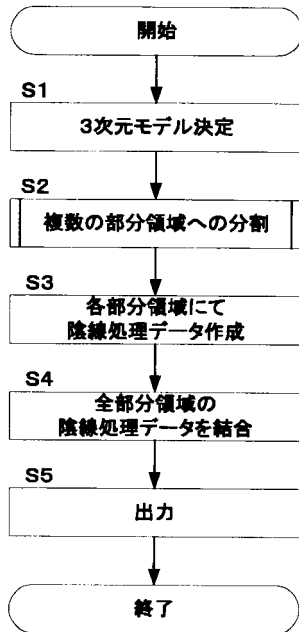 開始
S1
3次元モデル決定
S2
複数の部分領域への分割
S3
各部分領域にて
陰線処理データ作成
S4
全部分領域の
陰線処理データを結合
S5
出力
終了